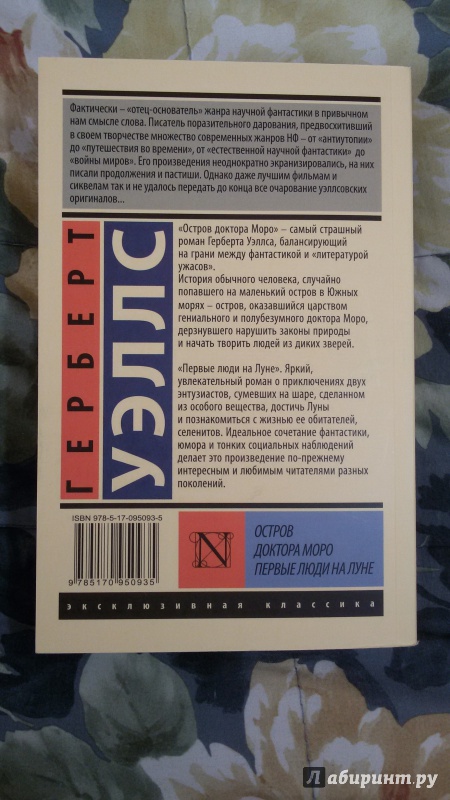 Фактически – «отец-основатель» жанра научной фантастики в привычном
нам смысле слова. Писатель поразительного дарования, предвосхитивший
в своем творчестве множество современных жанров НФ – от «антиутопии»
до «путешествия во времени», от «естественной научной фантастики» до
«войны миров». Его произведения неоднократно экранизировались, на них
писали продолжения и пастиши. Однако даже лучшим фильмам и
сиквелам так и не удалось передать до конца все очарование уэллсовских
оригиналов...
ГЕРБЕРТ
УЭЛЛС
«Остров доктора Моро» – самый страшный
роман Герберта Уэллса, балансирующий
на грани между фантастикой и «литературой
ужасов».
История обычного человека, случайно
попавшего на маленький остров в Южных
морях – остров, оказавшийся царством
гениального и полубезумного доктора Моро,
дерзнувшего нарушить законы природы
и начать творить людей из диких зверей.
«Первые люди на Луне». Яркий,
увлекательный роман о приключениях двух
энтузиастов, сумевших на шаре, сделанном
из особого вещества, достичь Луны
и познакомиться с жизнью ее обитателей,
селенитов. Идеальное сочетание фантастики,
юмора и тонких социальных наблюдений
делает это произведение по-прежнему
интересным и любимым читателями разных
поколений.
ISBN 978-5-17-095093-5
9 785170 950935
N
ОСТРОВ
ДОКТОРА МОРО
ПЕРВЫЕ ЛЮДИ НА ЛУНЕ
эксклюзивная классика
Лабиринт.ру